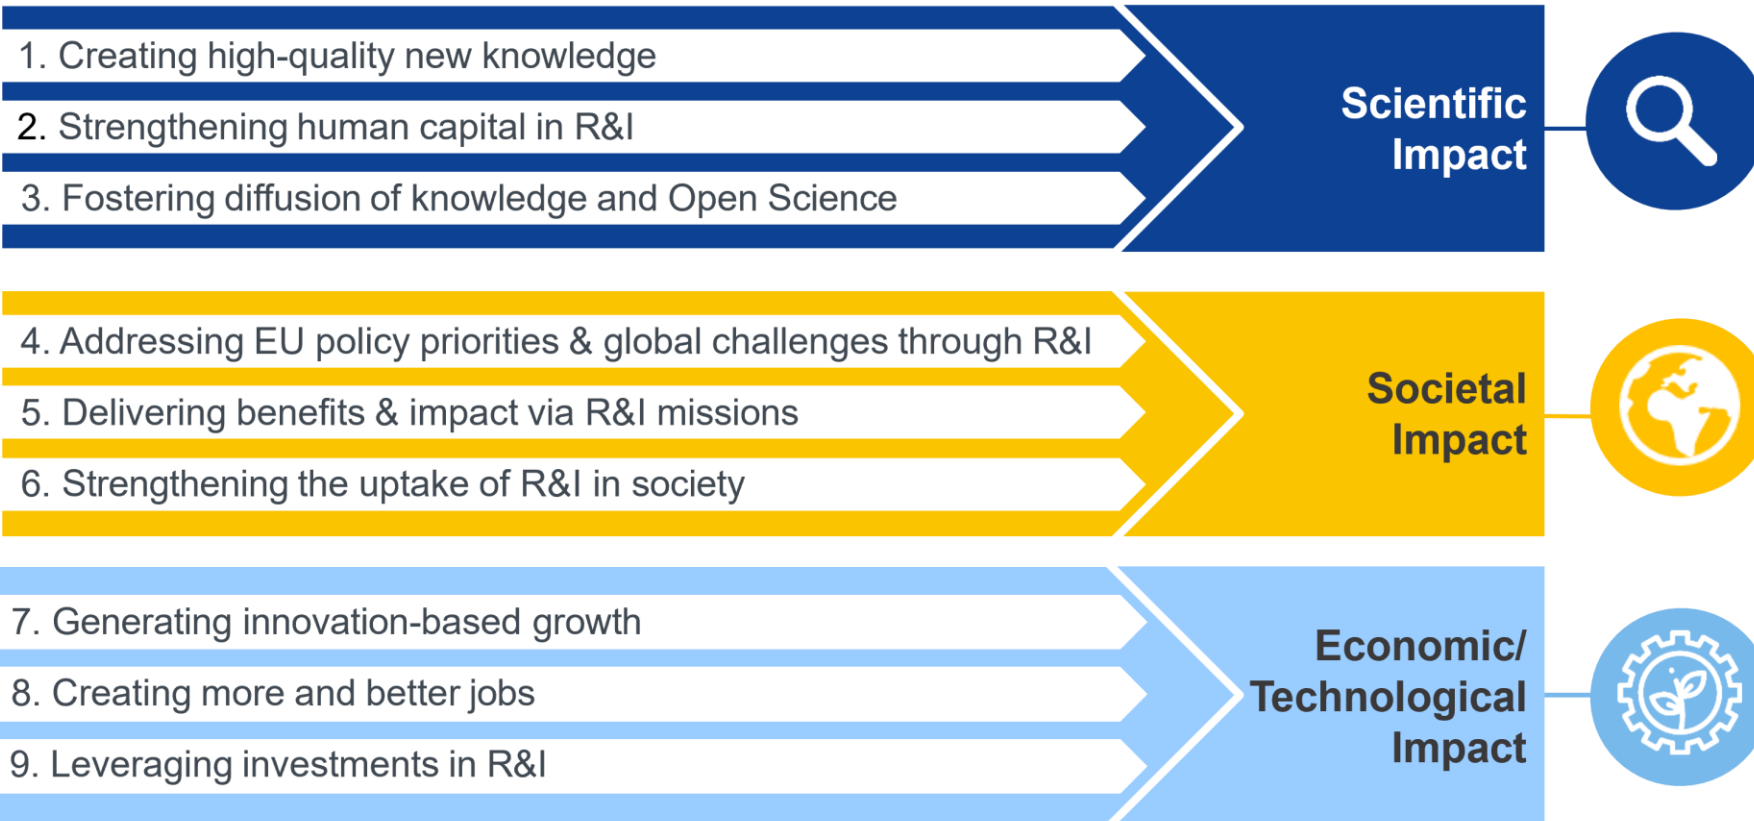 1. Creating high-quality new knowledge
2. Strengthening human capital in R&I
3. Fostering diffusion of knowledge and Open Science
Scientific
Impact
4. Addressing EU policy priorities & global challenges through R&I
5. Delivering benefits & impact via R&I missions
6. Strengthening the uptake of R&I in society
Societal
Impact
7. Generating innovation-based growth
8. Creating more and better jobs
9. Leveraging investments in R&I
Economic/
Technological
Impact